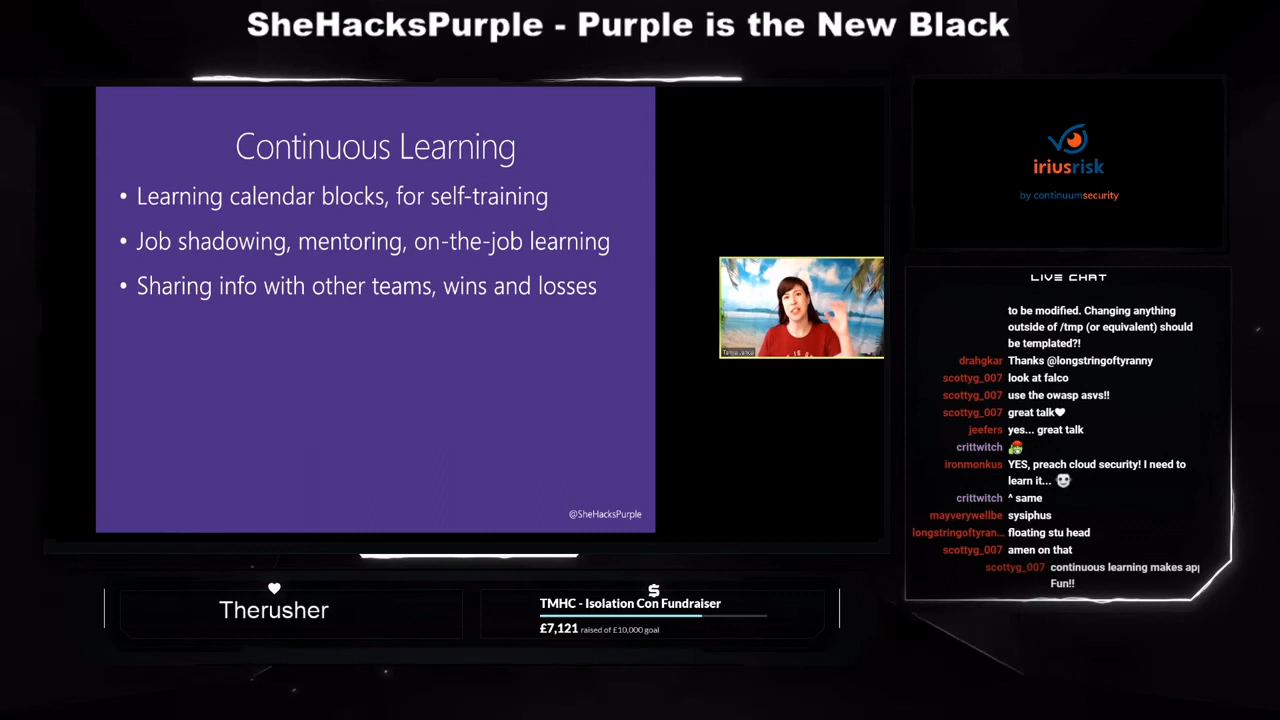 SheHacksPurple - Purple is the New Black
Continuous Learning
• Learning calendar blocks, for self-training
• Job shadowing, mentoring, on-the-job learning
• Sharing info with other teams, wins and losses
@SheHacksPurple
iriusrisk
by continuumsecurity
LIVE CHAT
to be modified. Changing anything
outside of /tmp (or equivalent) should
be templated?!
drahgkar Thanks @longstringoftyranny
scottyg_007 look at falco
scottyg_007 use the owasp asvs!!
scottyg_007 great talk❤
jeefers yes... great talk
crittwitch
ironmonkus YES, preach cloud security! I need to
learn it...
crittwitch ^ same
mayverywellbe sysiphus
longstringoftyran... floating stu head
scottyg_007 amen on that
scottyg_007 continuous learning makes app
Fun!!
Therusher
TMHC - Isolation Con Fundraiser
£7,121 raised of £10,000 goal